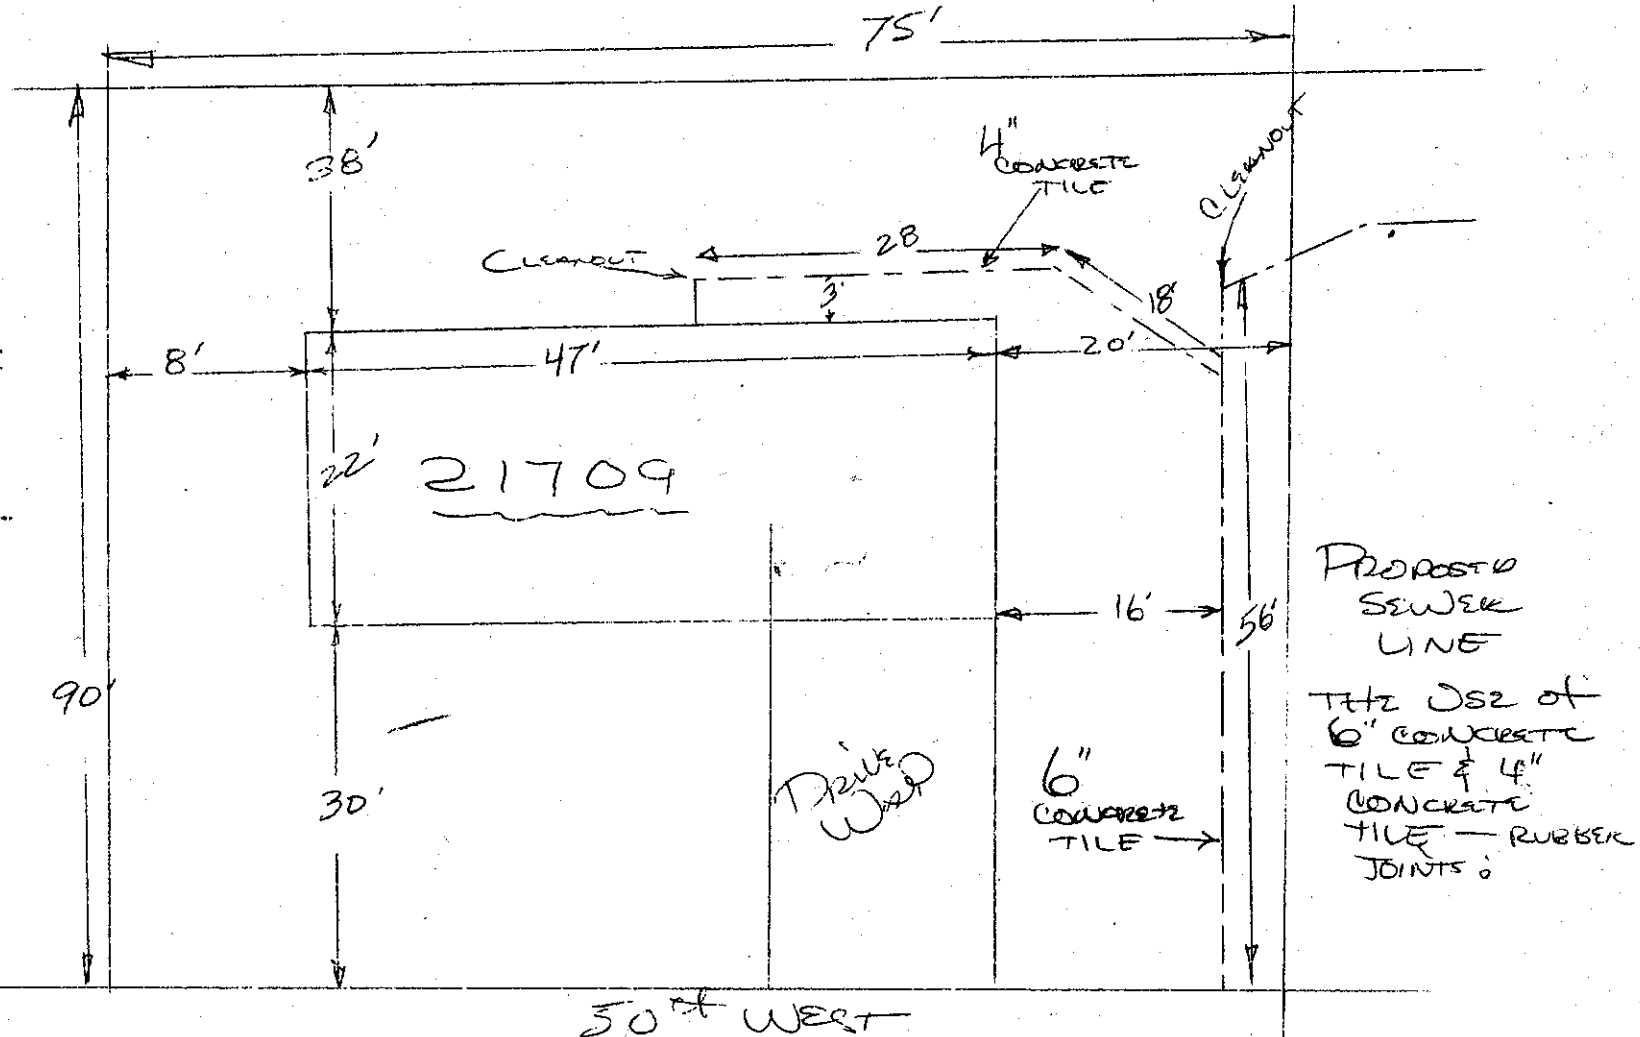 75'
38'
4"
CONCRETE
TILE
CLEANOUT
CLEANOUT
28
3'
18'
8'
47'
20'
22'
21709
16'
56'
PROPOSED
SEWER
LINE
90'
THE USE OF
6" CONCRETE
TILE & 4"
CONCRETE
TILE — RUBBER
JOINTS.
30'
DRIVE
WAY
6"
CONCRETE
TILE
WEST